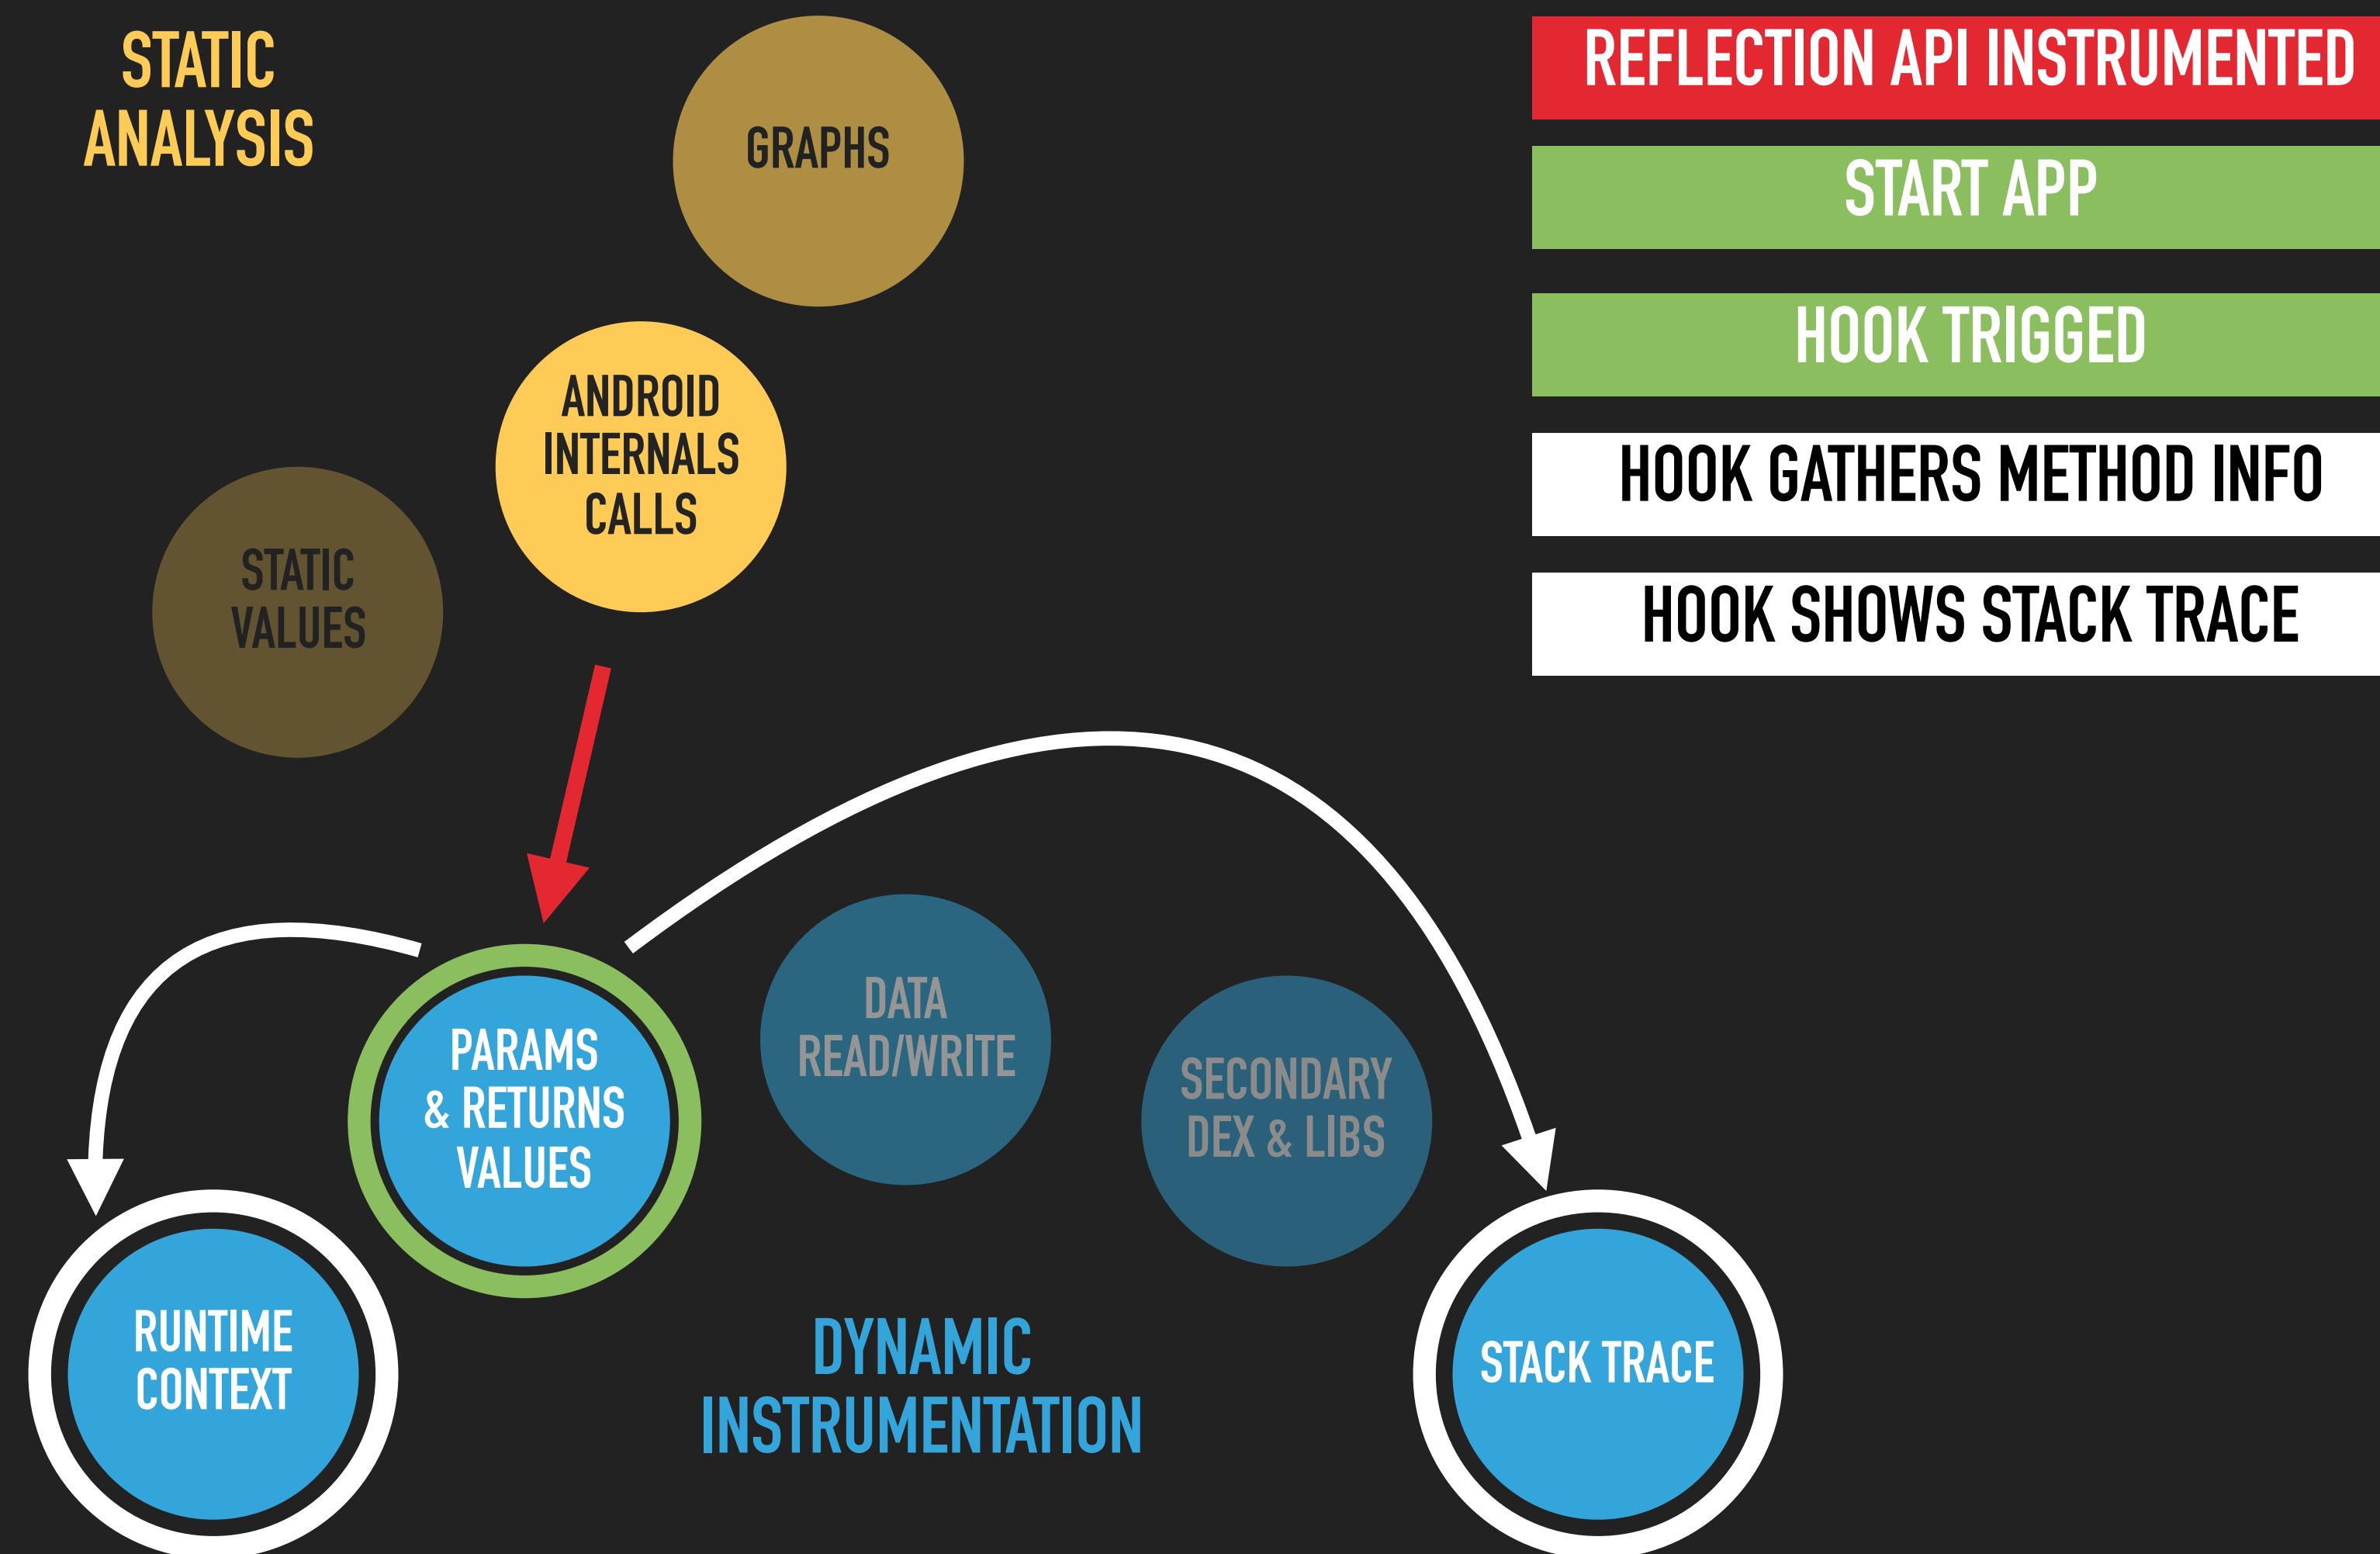 STATIC
ANALYSIS
GRAPHS
ANDROID
INTERNALS
CALLS
STATIC
VALUES
REFLECTION API INSTRUMENTED
START APP
HOOK TRIGGED
HOOK GATHERS METHOD INFO
HOOK SHOWS STACK TRACE
PARAMS
& RETURNS
VALUES
DATA
READ/WRITE
SECONDARY
DEX & LIBS
RUNTIME
CONTEXT
STACK TRACE
DYNAMIC
INSTRUMENTATION